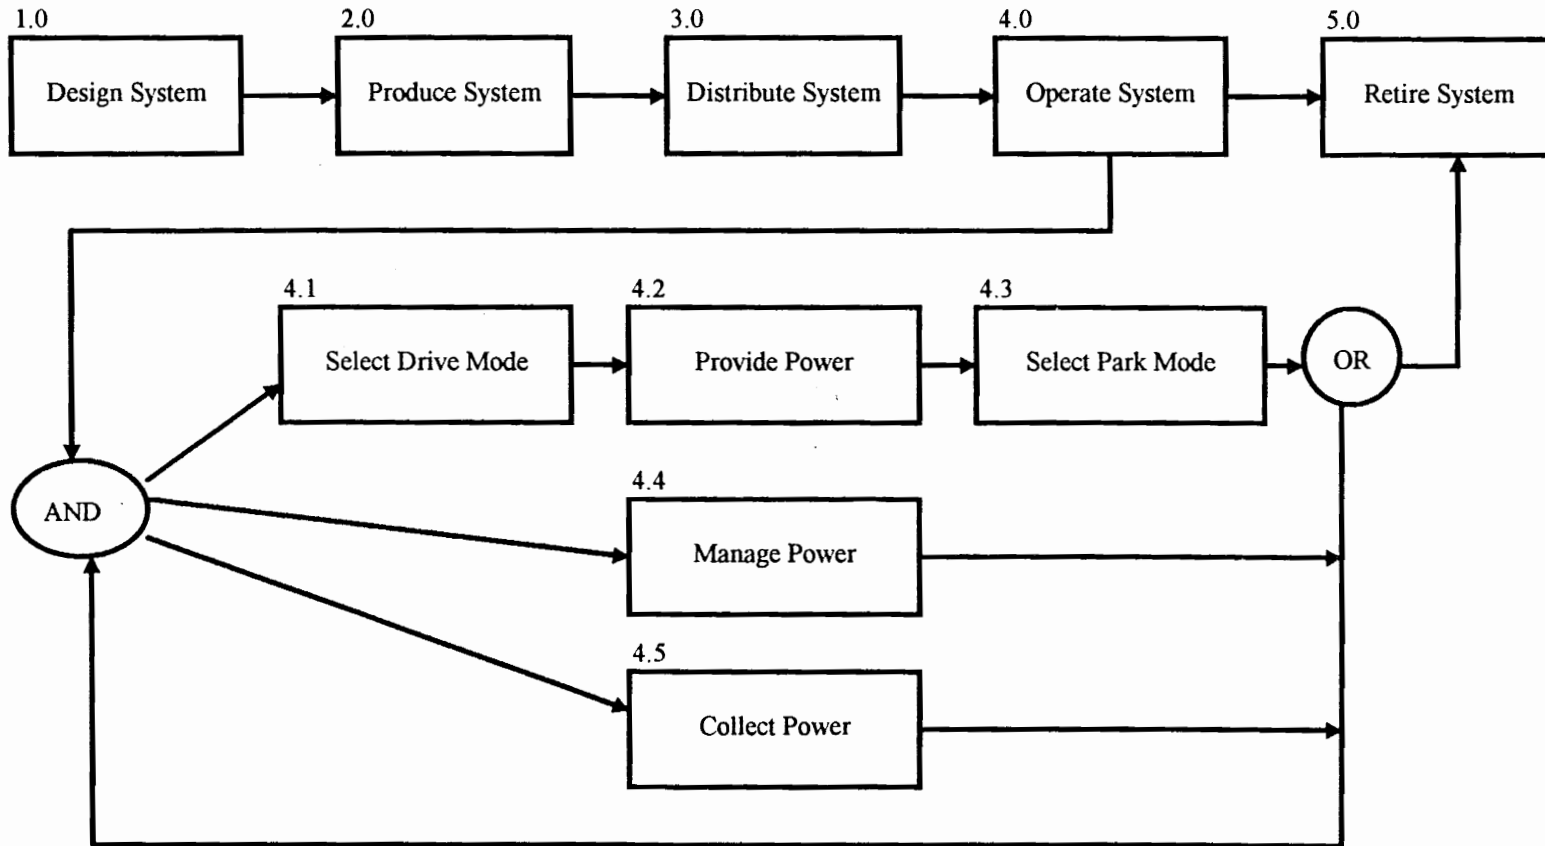 1.0
2.0
3.0
4.0
5.0
Design System
Produce System
Distribute System
Operate System
Retire System
4.1
4.2
4.3
Select Drive Mode
Provide Power
Select Park Mode
OR
4.4
AND
Manage Power
4.5
Collect Power